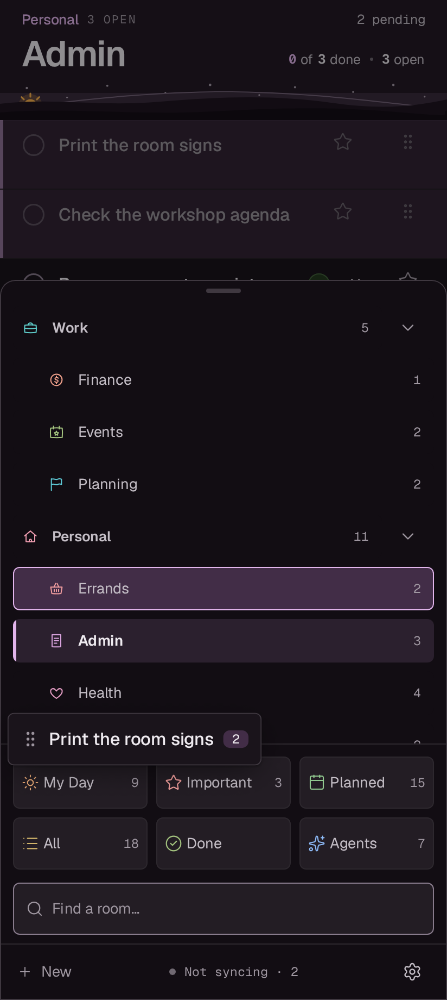 Personal 3 OPEN 2 pending
Admin 0 of 3 done • 3 open
Print the room signs
Check the workshop agenda
Work 5
Finance 1
Events 2
Planning 2
Personal 11
Errands 2
Admin 3
Health 4
Print the room signs 2
My Day 9 Important 3 Planned 15
All 18 Done Agents 7
Find a room…
+ New Not syncing · 2